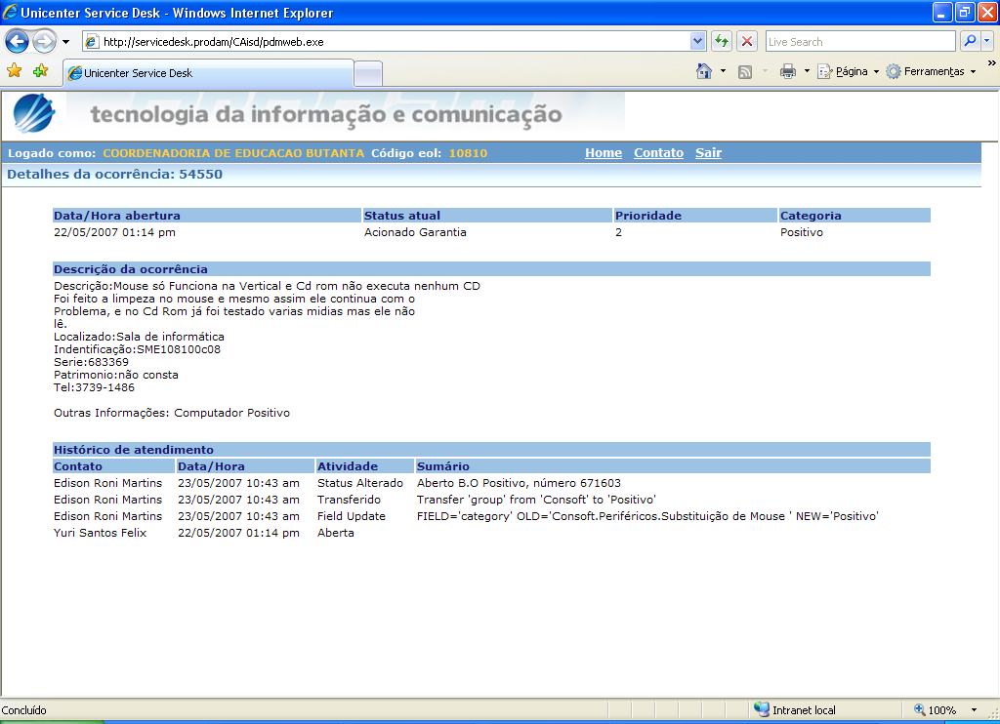 Unicenter Service Desk - Windows Internet Explorer
http://servicedesk.prodam/CAisd/pdmweb.exe
Live Search
Unicenter Service Desk
Página
Ferramentas
tecnologia da informação e comunicação
Logado como: COORDENADORIA DE EDUCACAO BUTANTA Código eol: 10810 Home Contato Sair
Detalhes da ocorrência: 54550
Data/Hora abertura Status atual Prioridade Categoria
22/05/2007 01:14 pm Acionado Garantia 2 Positivo
Descrição da ocorrência
Descrição:Mouse só Funciona na Vertical e Cd rom não executa nenhum CD
Foi feito a limpeza no mouse e mesmo assim ele continua com o
Problema, e no Cd Rom já foi testado varias midias mas ele não
lê.
Localizado:Sala de informática
Indentificação:SME108100c08
Serie:683369
Patrimonio:não consta
Tel:3739-1486
Outras Informações: Computador Positivo
Histórico de atendimento
Contato Data/Hora Atividade Sumário
Edison Roni Martins 23/05/2007 10:43 am Status Alterado Aberto B.O Positivo, número 671603
Edison Roni Martins 23/05/2007 10:43 am Transferido Transfer 'group' from 'Consoft' to 'Positivo'
Edison Roni Martins 23/05/2007 10:43 am Field Update FIELD='category' OLD='Consoft.Periféricos.Substituição de Mouse ' NEW='Positivo'
Yuri Santos Felix 22/05/2007 01:14 pm Aberta
Concluído
Intranet local
100%